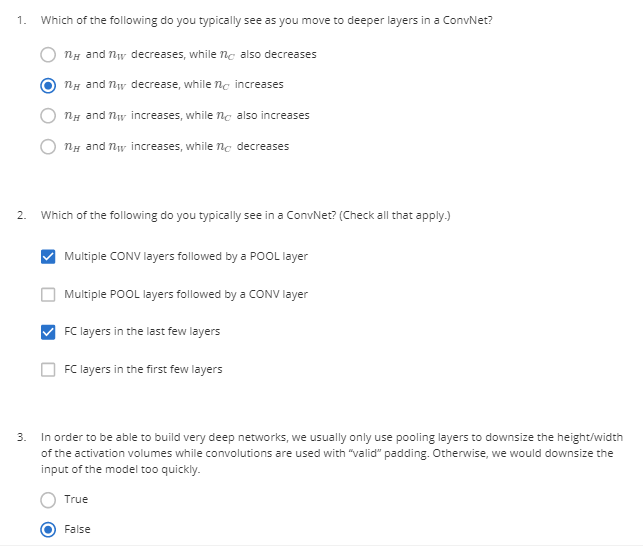 1. Which of the following do you typically see as you move to deeper layers in a ConvNet?
n_H and n_W decreases, while n_C also decreases
n_H and n_W decrease, while n_C increases
n_H and n_W increases, while n_C also increases
n_H and n_W increases, while n_C decreases
2. Which of the following do you typically see in a ConvNet? (Check all that apply.)
Multiple CONV layers followed by a POOL layer
Multiple POOL layers followed by a CONV layer
FC layers in the last few layers
FC layers in the first few layers
3. In order to be able to build very deep networks, we usually only use pooling layers to downsize the height/width
of the activation volumes while convolutions are used with “valid” padding. Otherwise, we would downsize the
input of the model too quickly.
True
False